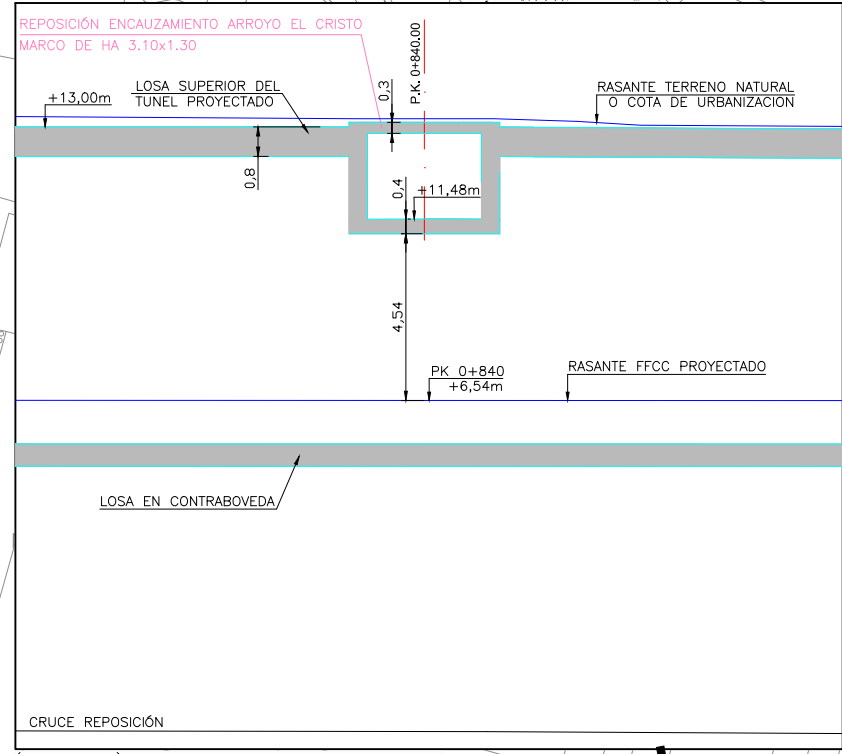 REPOSICIÓN ENCAUZAMIENTO ARROYO EL CRISTO
MARCO DE HA 3.10x1.30
P.K. 0+840.00
0,3
+13,00m
LOSA SUPERIOR DEL
TUNEL PROYECTADO
RASANTE TERRENO NATURAL
O COTA DE URBANIZACION
0,8
0,4
+11,48m
4,54
PK 0+840
+6,54m
RASANTE FFCC PROYECTADO
LOSA EN CONTRABOVEDA
CRUCE REPOSICIÓN